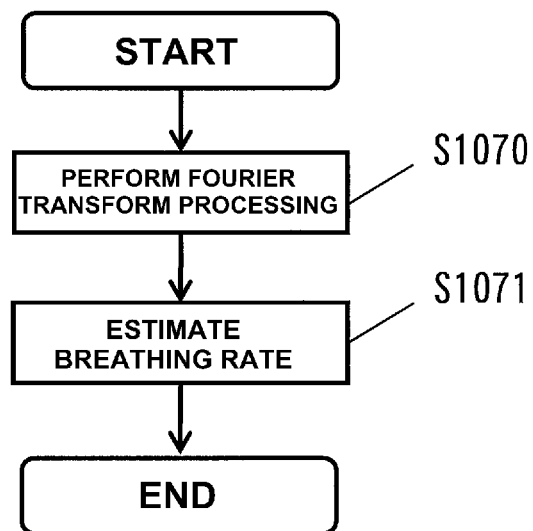 START
S1070
PERFORM FOURIER
TRANSFORM PROCESSING
S1071
ESTIMATE
BREATHING RATE
END